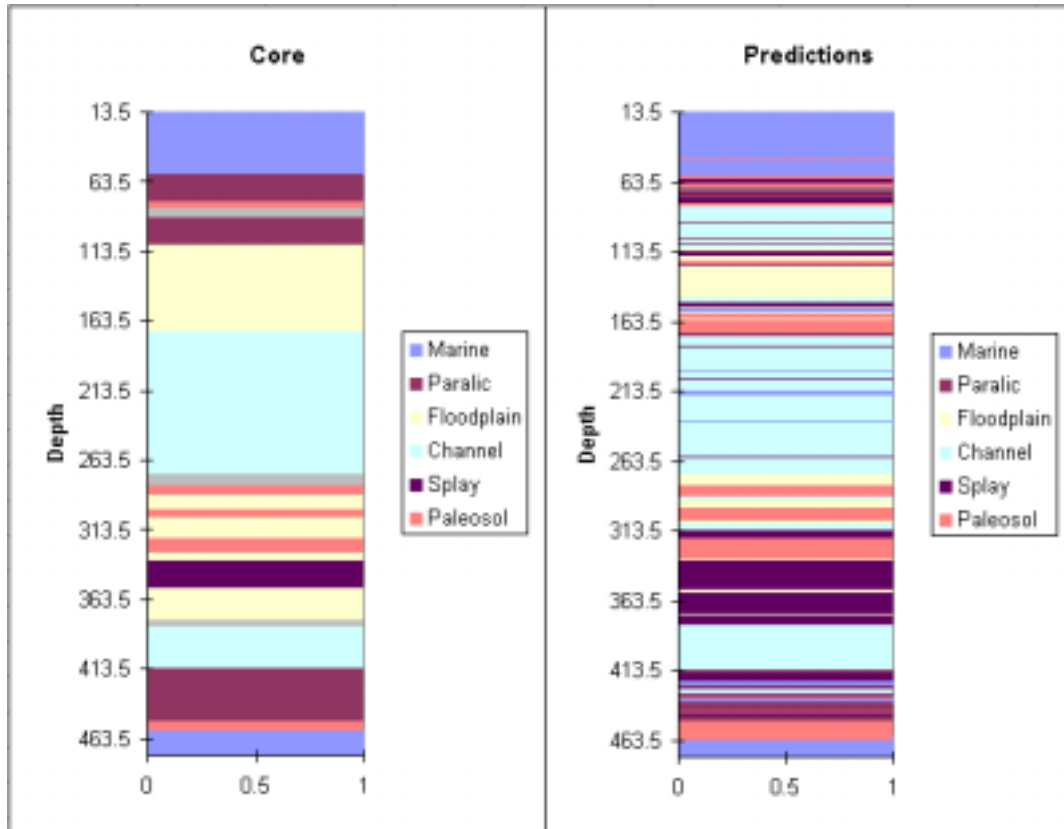 Core
Depth
13.5
63.5
113.5
163.5
213.5
263.5
313.5
363.5
413.5
463.5
0
0.5
1
Marine
Paralic
Floodplain
Channel
Splay
Paleosol
Predictions
Depth
13.5
63.5
113.5
163.5
213.5
263.5
313.5
363.5
413.5
463.5
0
0.5
1
Marine
Paralic
Floodplain
Channel
Splay
Paleosol